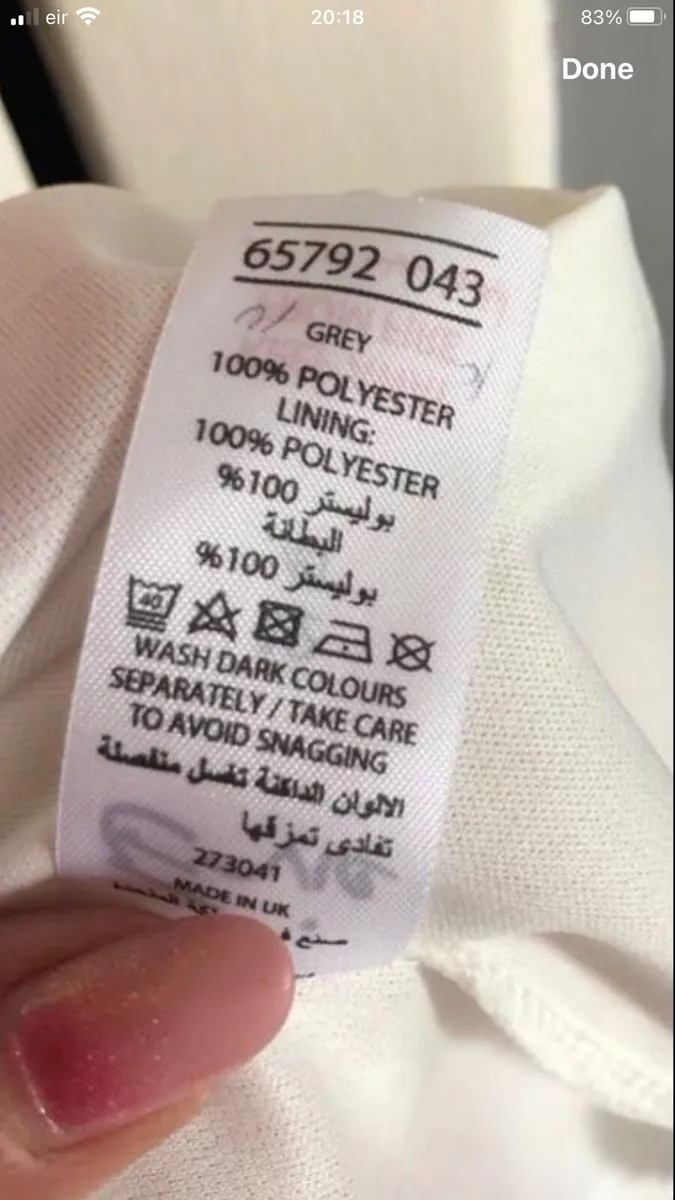 eir 20:18 83%
Done
65792 043
GREY
100% POLYESTER
LINING:
100% POLYESTER
%100 بوليستر
البطانة
%100 بوليستر
40
WASH DARK COLOURS
SEPARATELY / TAKE CARE
TO AVOID SNAGGING
الالوان الداكنة تغسل منفصلة
تفادى تمزقها
273041
MADE IN UK
صنع